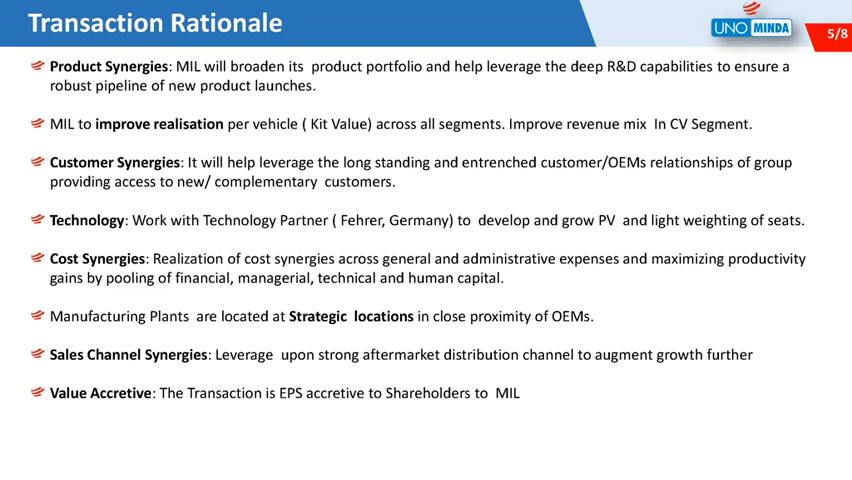 Transaction Rationale
UNO MINDA
5/8
Product Synergies: MIL will broaden its product portfolio and help leverage the deep R&D capabilities to ensure a
robust pipeline of new product launches.
MIL to improve realisation per vehicle ( Kit Value) across all segments. Improve revenue mix In CV Segment.
Customer Synergies: It will help leverage the long standing and entrenched customer/OEMs relationships of group
providing access to new/ complementary customers.
Technology: Work with Technology Partner ( Fehrer, Germany) to develop and grow PV and light weighting of seats.
Cost Synergies: Realization of cost synergies across general and administrative expenses and maximizing productivity
gains by pooling of financial, managerial, technical and human capital.
Manufacturing Plants are located at Strategic locations in close proximity of OEMs.
Sales Channel Synergies: Leverage upon strong aftermarket distribution channel to augment growth further
Value Accretive: The Transaction is EPS accretive to Shareholders to MIL